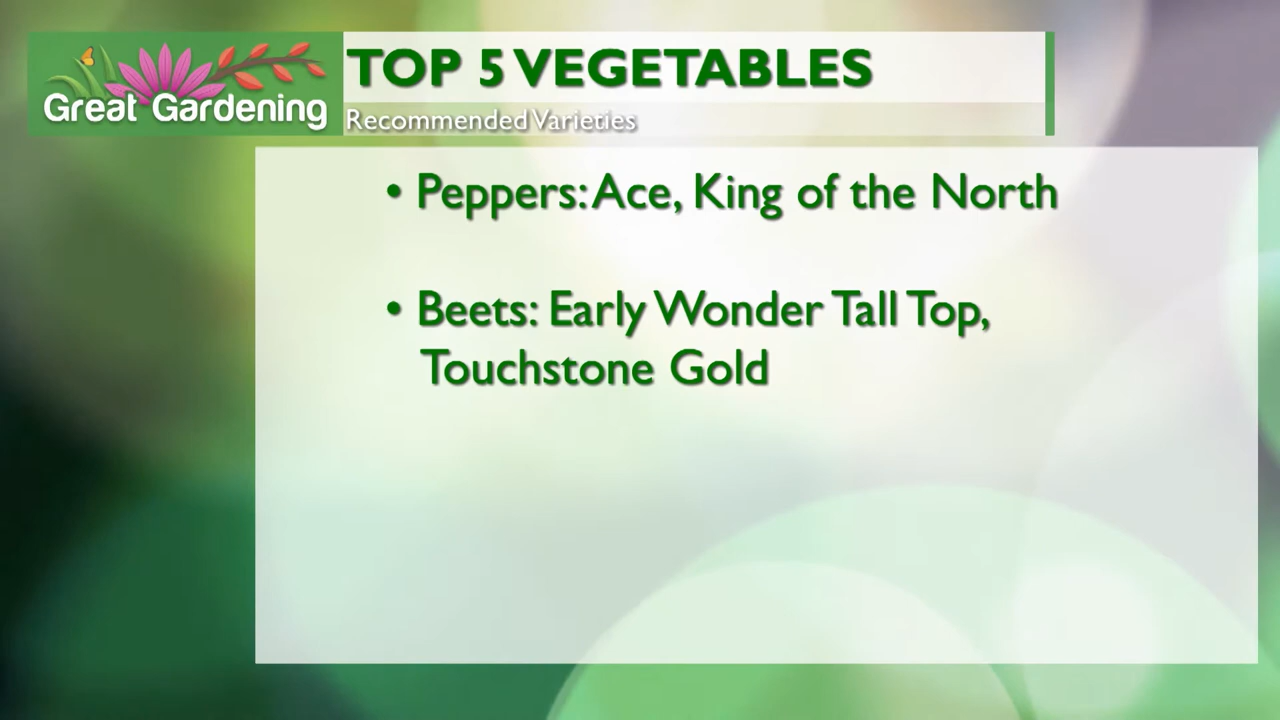 Great Gardening
TOP 5 VEGETABLES
Recommended Varieties
• Peppers: Ace, King of the North
• Beets: Early Wonder Tall Top,
Touchstone Gold